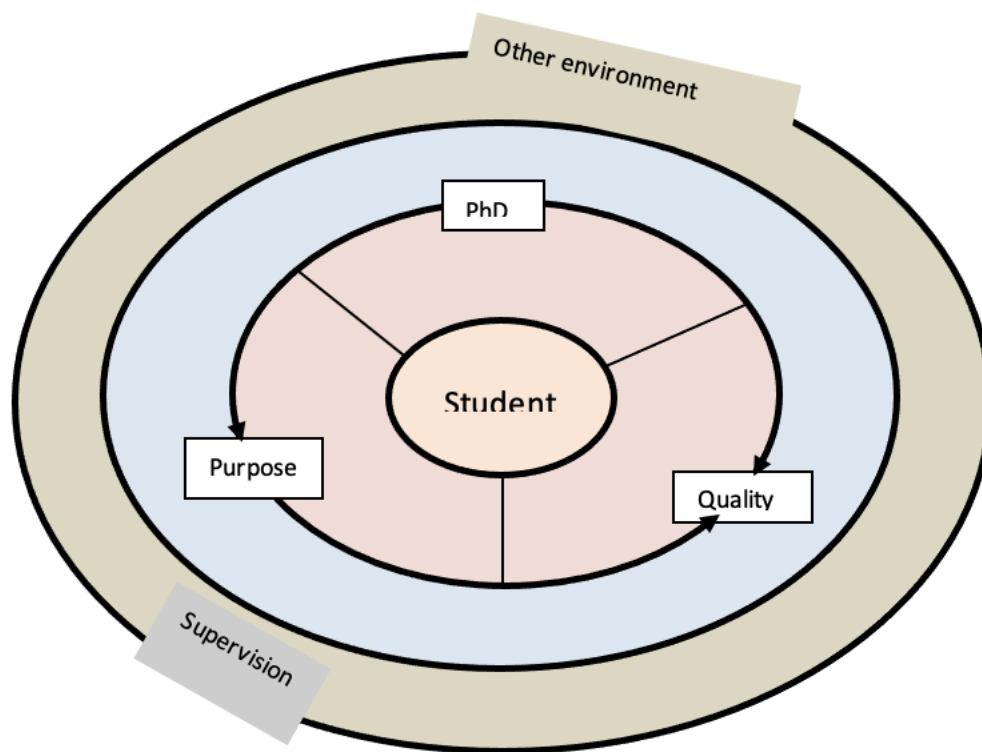 Other environment
PhD
Student
Purpose
Quality
Supervision